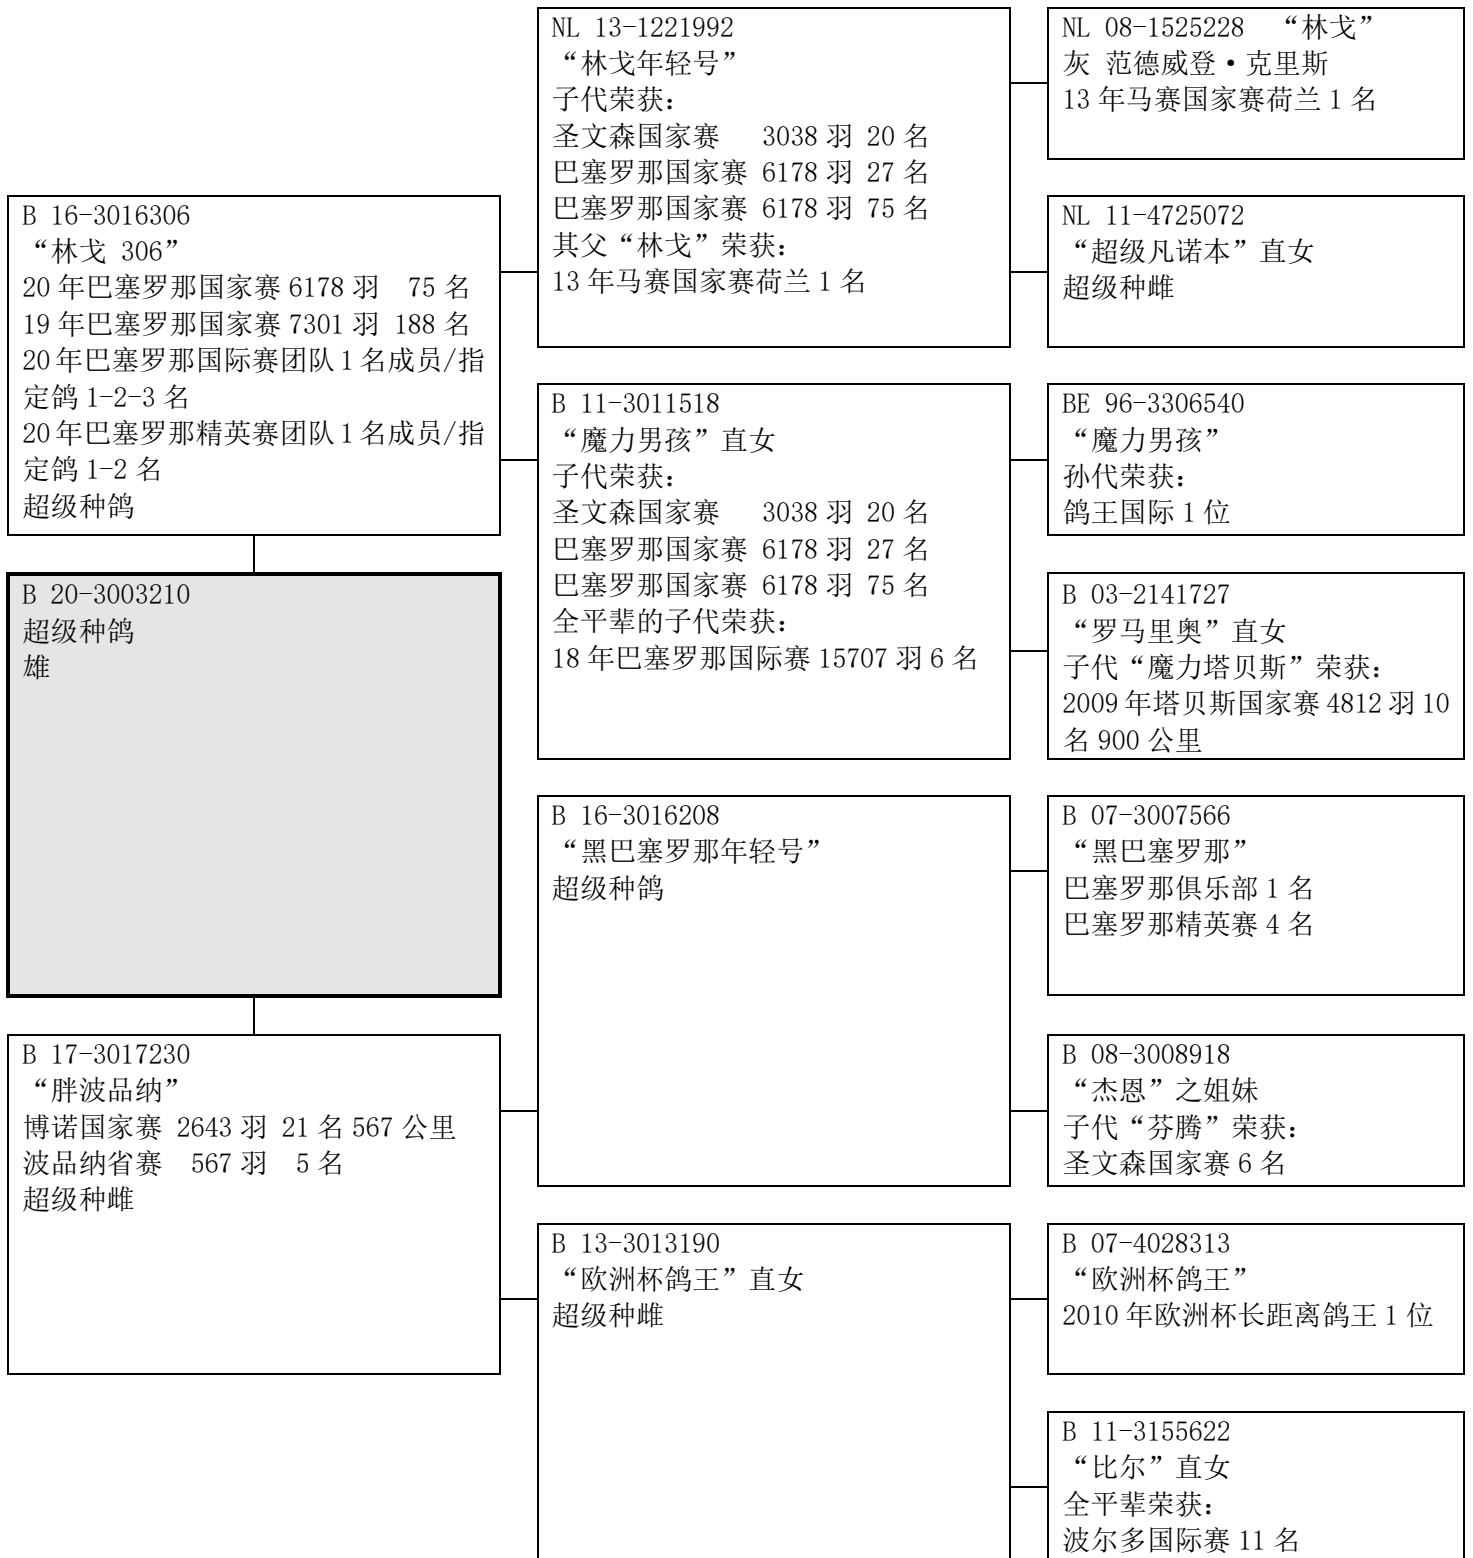 B 16-3016306
“林戈 306”
20 年巴塞罗那国家赛 6178 羽 75 名
19 年巴塞罗那国家赛 7301 羽 188 名
20 年巴塞罗那国际赛团队 1 名成员/指
定鸽 1-2-3 名
20 年巴塞罗那精英赛团队 1 名成员/指
定鸽 1-2 名
超级种鸽
B 20-3003210
超级种鸽
雄
B 17-3017230
“胖波品纳”
博诺国家赛 2643 羽 21 名 567 公里
波品纳省赛 567 羽 5 名
超级种雌
NL 13-1221992
“林戈年轻号”
子代荣获：
圣文森国家赛 3038 羽 20 名
巴塞罗那国家赛 6178 羽 27 名
巴塞罗那国家赛 6178 羽 75 名
其父“林戈”荣获：
13 年马赛国家赛荷兰 1 名
B 11-3011518
“魔力男孩”直女
子代荣获：
圣文森国家赛 3038 羽 20 名
巴塞罗那国家赛 6178 羽 27 名
巴塞罗那国家赛 6178 羽 75 名
全平辈的子代荣获：
18 年巴塞罗那国际赛 15707 羽 6 名
B 16-3016208
“黑巴塞罗那年轻号”
超级种鸽
B 13-3013190
“欧洲杯鸽王”直女
超级种雌
NL 08-1525228 “林戈”
灰 范德威登·克里斯
13 年马赛国家赛荷兰 1 名
NL 11-4725072
“超级凡诺本”直女
超级种雌
BE 96-3306540
“魔力男孩”
孙代荣获：
鸽王国际 1 位
B 03-2141727
“罗马里奥”直女
子代“魔力塔贝斯”荣获：
2009 年塔贝斯国家赛 4812 羽 10
名 900 公里
B 07-3007566
“黑巴塞罗那”
巴塞罗那俱乐部 1 名
巴塞罗那精英赛 4 名
B 08-3008918
“杰恩”之姐妹
子代“芬腾”荣获：
圣文森国家赛 6 名
B 07-4028313
“欧洲杯鸽王”
2010 年欧洲杯长距离鸽王 1 位
B 11-3155622
“比尔”直女
全平辈荣获：
波尔多国际赛 11 名